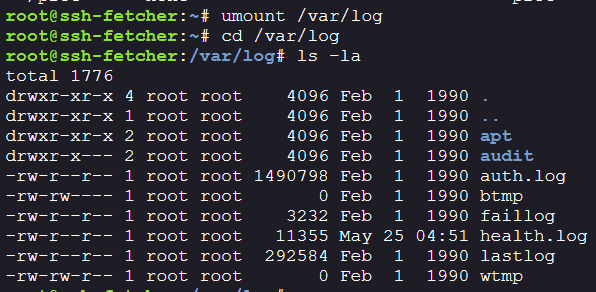 root@ssh-fetcher:~# umount /var/log
root@ssh-fetcher:~# cd /var/log
root@ssh-fetcher:/var/log# ls -la
total 1776
drwxr-xr-x 4 root root    4096 Feb  1  1990 .
drwxr-xr-x 1 root root    4096 Feb  1  1990 ..
drwxr-xr-x 2 root root    4096 Feb  1  1990 apt
drwxr-x--- 2 root root    4096 Feb  1  1990 audit
-rw-r--r-- 1 root root 1490798 Feb  1  1990 auth.log
-rw-rw---- 1 root root       0 Feb  1  1990 btmp
-rw-r--r-- 1 root root    3232 Feb  1  1990 faillog
-rw-r--r-- 1 root root   11355 May 25 04:51 health.log
-rw-r--r-- 1 root root  292584 Feb  1  1990 lastlog
-rw-rw-r-- 1 root root       0 Feb  1  1990 wtmp